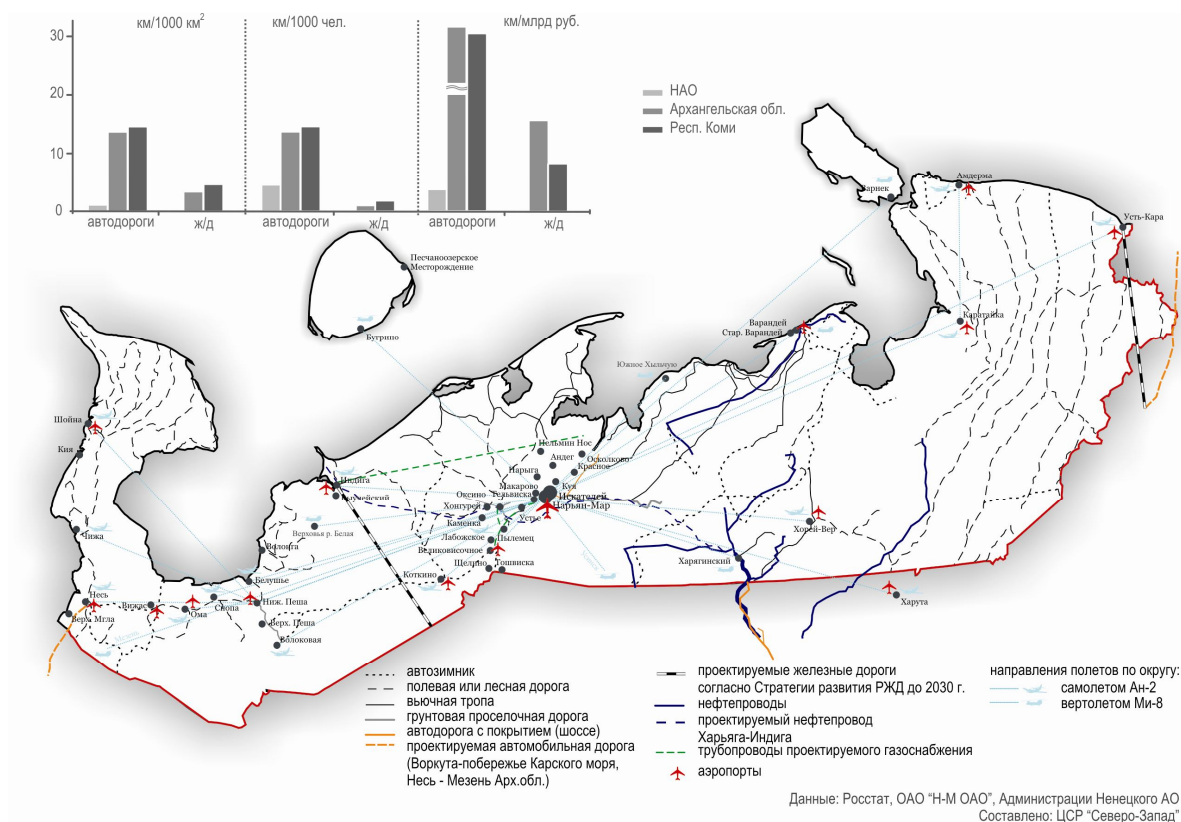 км/1000 км²
км/1000 чел.
км/млрд руб.
30
20
10
0
автодороги
ж/д
автодороги
ж/д
автодороги
ж/д
НАО
Архангельская обл.
Респ. Коми
Песчаноозерское
Месторождение
Бугрино
Варнек
Амдерма
Усть-Кара
Каратайка
Варандей
Стар. Варандей
Южное Хыльчую
Шойна
Кия
Чижа
Несь
Верх. Мгла
Мезень
Вижас
Ома
Снопа
Белушье
Волонга
Ниж. Пеша
Верх. Пеша
Волоковая
Индига
Выучейский
Верховья р. Белая
Коткино
Нельмин Нос
Андег
Осколково
Красное
Нарыга
Макарово
Куя
Тельвиска
Искателей
Нарьян-Мар
Оксино
Хонгурей
Каменка
Устье
Лабожское
Пылемец
Великовисочное
Щелино
Тошвиска
Хорей-Вер
Харягинский
Харута
автозимник
полевая или лесная дорога
вьючная тропа
грунтовая проселочная дорога
автодорога с покрытием (шоссе)
проектируемая автомобильная дорога
(Воркута-побережье Карского моря,
Несь - Мезень Арх.обл.)
проектируемые железные дороги
согласно Стратегии развития РЖД до 2030 г.
нефтепроводы
проектируемый нефтепровод
Харьяга-Индига
трубопроводы проектируемого газоснабжения
аэропорты
направления полетов по округу:
самолетом Ан-2
вертолетом Ми-8
Данные: Росстат, ОАО “Н-М ОАО”, Администрации Ненецкого АО
Составлено: ЦСР “Северо-Запад”